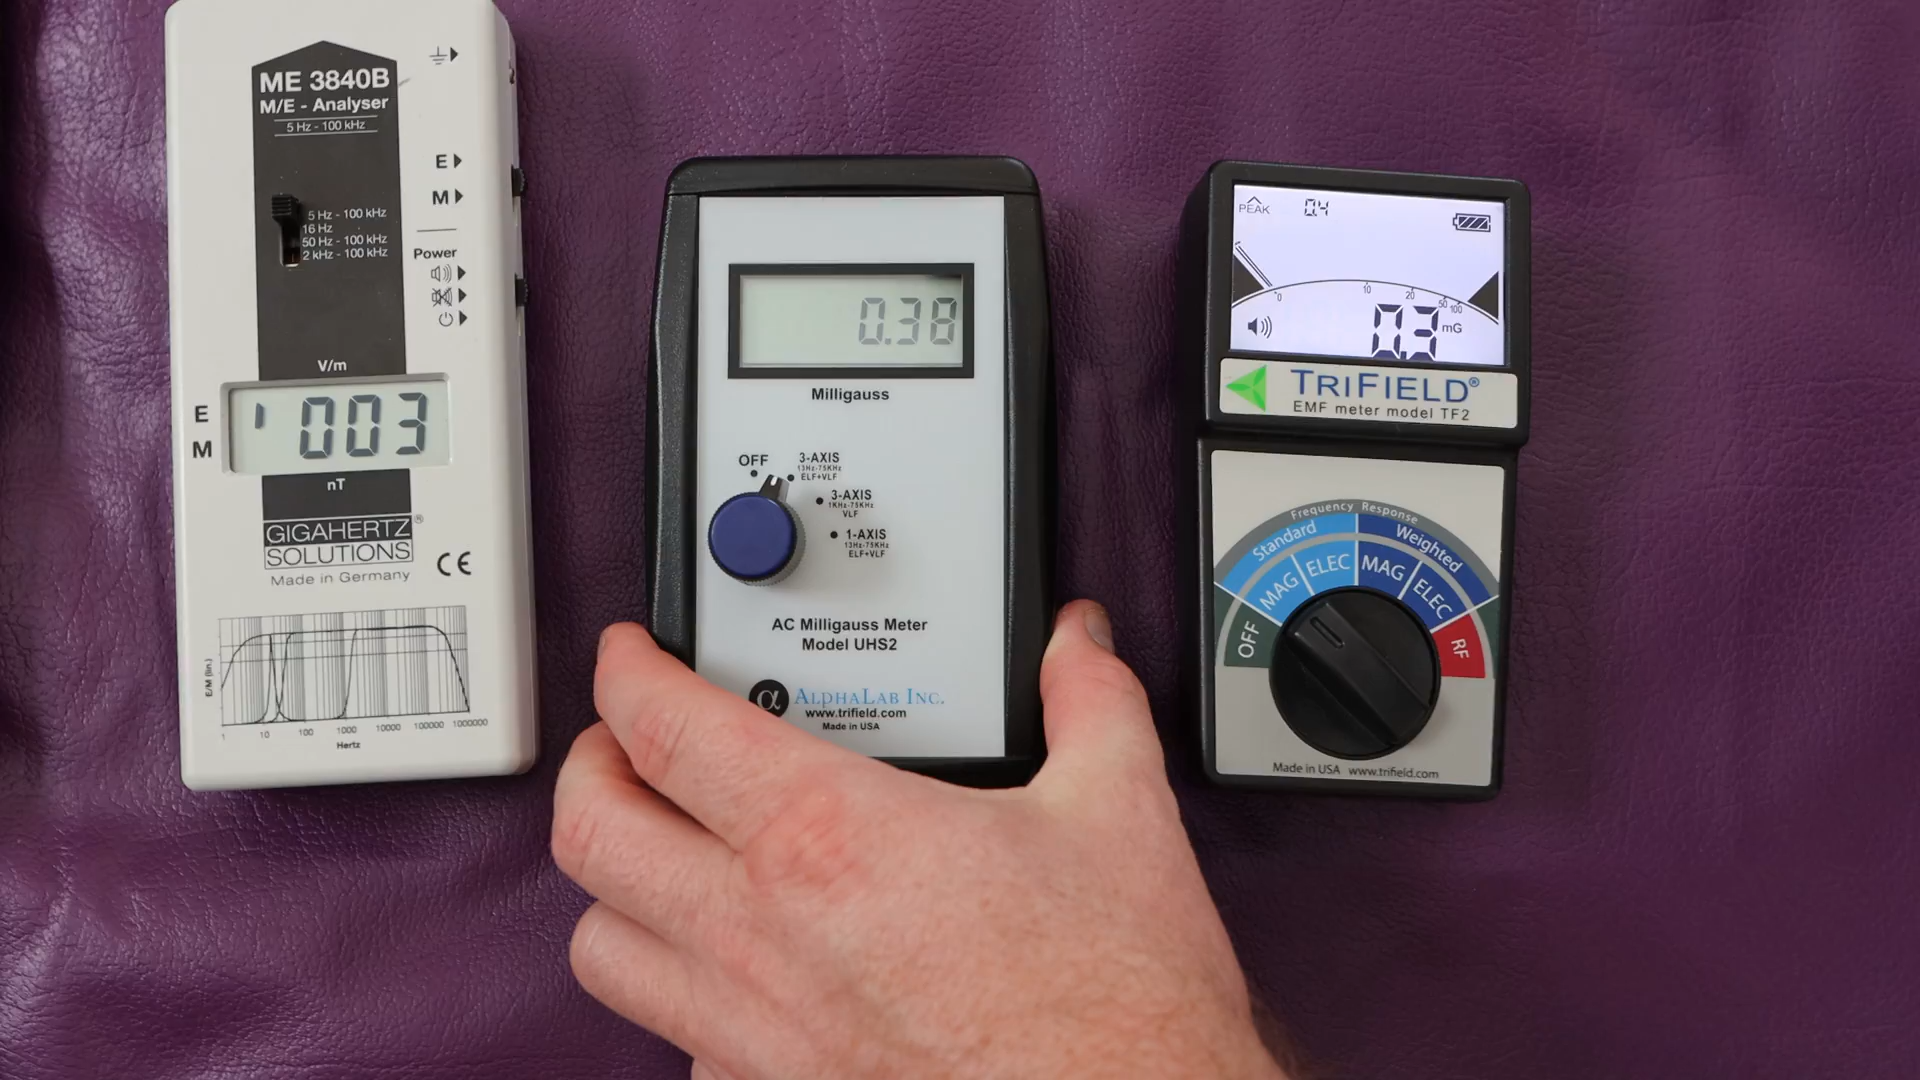 ME 3840B
M/E - Analyser
5 Hz - 100 kHz
E
M
5 Hz - 100 kHz
16 Hz
50 Hz - 100 kHz
2 kHz - 100 kHz
Power
V/m
E
M
003
nT
GIGAHERTZ®
SOLUTIONS
Made in Germany
CE
E/M (lin.)
1 10 100 1000 10000 100000 1000000
Hertz
0.38
Milligauss
OFF
3-AXIS
13Hz-75KHz
ELF+VLF
3-AXIS
1KHz-75KHz
VLF
1-AXIS
13Hz-75KHz
ELF+VLF
AC Milligauss Meter
Model UHS2
α ALPHALAB INC.
www.trifield.com
Made in USA
PEAK 0.4
0 10 20 50 100
0.3 mG
TRIFIELD®
EMF meter model TF2
Frequency Response
Standard Weighted
OFF MAG ELEC MAG ELEC RF
Made in USA www.trifield.com